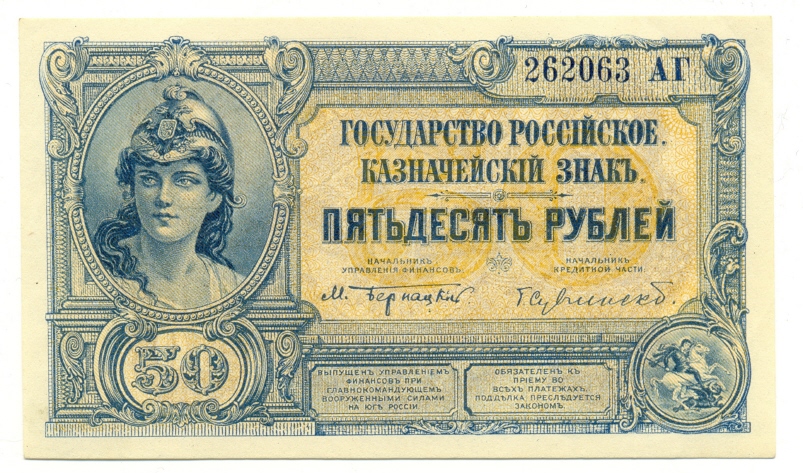 262063 АГ
ГОСУДАРСТВО РОССІЙСКОЕ.
КАЗНАЧЕЙСКІЙ ЗНАКЪ.
ПЯТЬДЕСЯТЪ РУБЛЕЙ
НАЧАЛЬНИКЪ
УПРАВЛЕНІЯ ФИНАНСОВЪ.
НАЧАЛЬНИКЪ
КРЕДИТНОЙ ЧАСТИ.
М. Бернацкій
50
ВЫПУЩЕНЪ УПРАВЛЕНІЕМЪ
ФИНАНСОВЪ ПРИ
ГЛАВНОКОМАНДУЮЩЕМЪ
ВООРУЖЕННЫМИ СИЛАМИ
НА ЮГѢ РОССІИ.
ОБЯЗАТЕЛЕНЪ КЪ
ПРІЕМУ ВО
ВСѢХЪ ПЛАТЕЖАХЪ.
ПОДДѢЛКА ПРЕСЛѢДУЕТСЯ
ЗАКОНОМЪ.